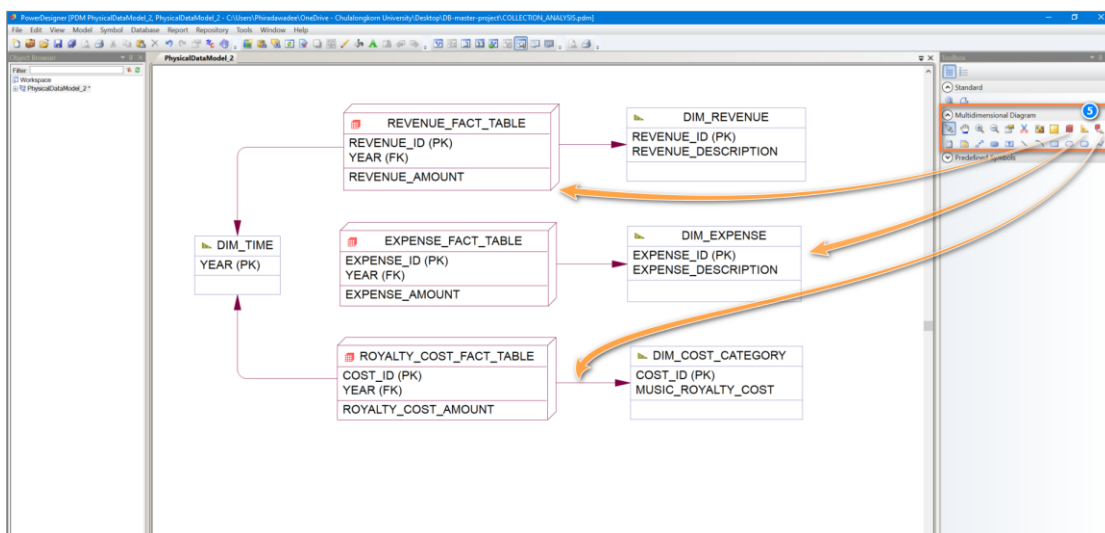 PowerDesigner [PDM PhysicalDataModel_2, PhysicalDataModel_2 - C:\Users\Phiradawadee\OneDrive - Chulalongkorn University\Desktop\DB-master-project\COLLECTION_ANALYSIS.pdm]
File Edit View Model Symbol Database Report Repository Tools Window Help
Object Browser
Filter
Workspace
PhysicalDataModel_2 *
PhysicalDataModel_2
REVENUE_FACT_TABLE
REVENUE_ID (PK)
YEAR (FK)
REVENUE_AMOUNT
DIM_REVENUE
REVENUE_ID (PK)
REVENUE_DESCRIPTION
DIM_TIME
YEAR (PK)
EXPENSE_FACT_TABLE
EXPENSE_ID (PK)
YEAR (FK)
EXPENSE_AMOUNT
DIM_EXPENSE
EXPENSE_ID (PK)
EXPENSE_DESCRIPTION
ROYALTY_COST_FACT_TABLE
COST_ID (PK)
YEAR (FK)
ROYALTY_COST_AMOUNT
DIM_COST_CATEGORY
COST_ID (PK)
MUSIC_ROYALTY_COST
Toolbox
Standard
5
Multidimensional Diagram
Predefined Symbols